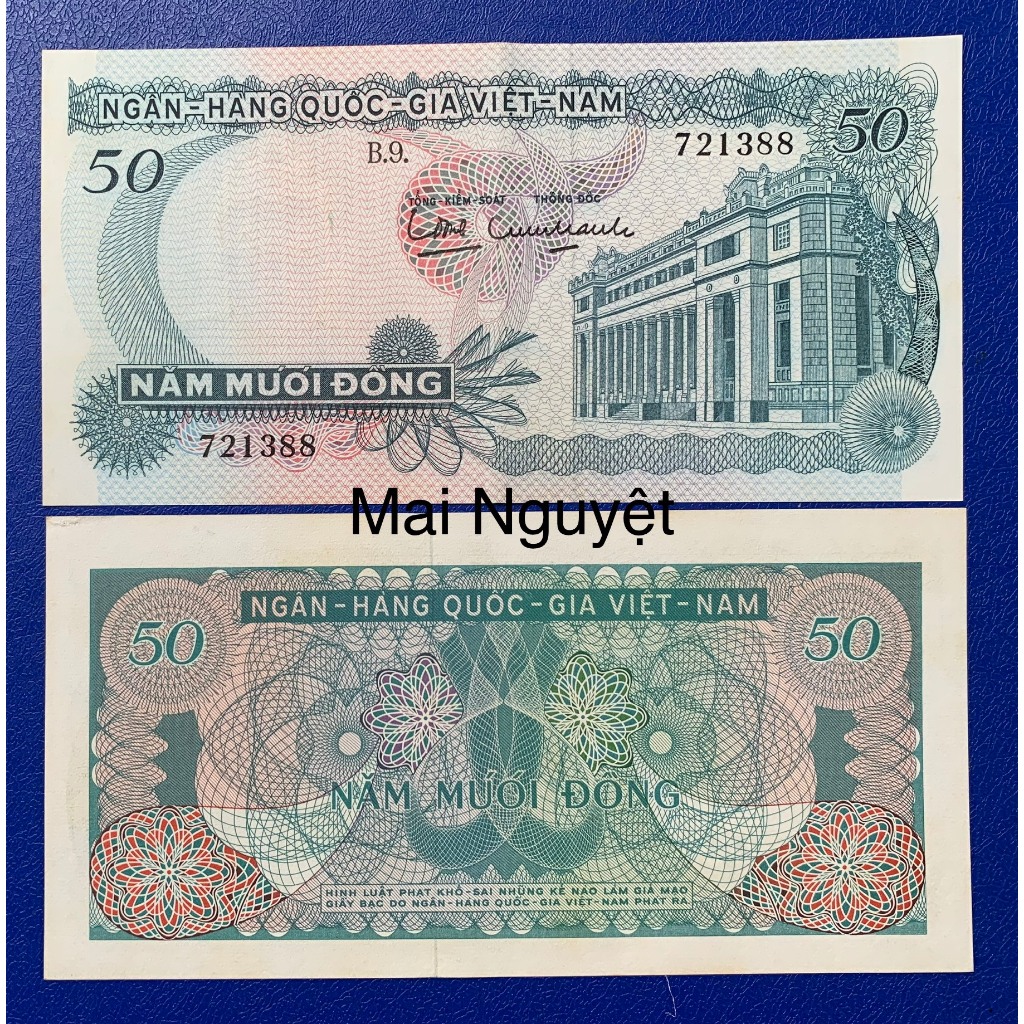 NGÂN-HÀNG QUỐC-GIA VIỆT-NAM
50
B.9.
721388
50
TỔNG-KIỂM-SOÁT THỐNG ĐỐC
NĂM MƯƠI ĐỒNG
721388
Mai Nguyệt
NGÂN-HÀNG QUỐC-GIA VIỆT-NAM
50
50
NĂM MƯƠI ĐỒNG
HÌNH LUẬT PHẠT KHỔ-SAI NHỮNG KẺ NÀO LÀM GIẢ MẠO
GIẤY BẠC DO NGÂN-HÀNG QUỐC-GIA VIỆT-NAM PHÁT RA